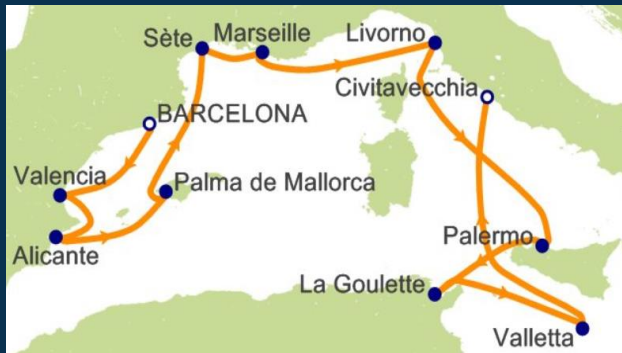 Sète
Marseille
Livorno
Civitavecchia
BARCELONA
Valencia
Palma de Mallorca
Alicante
Palermo
La Goulette
Valletta